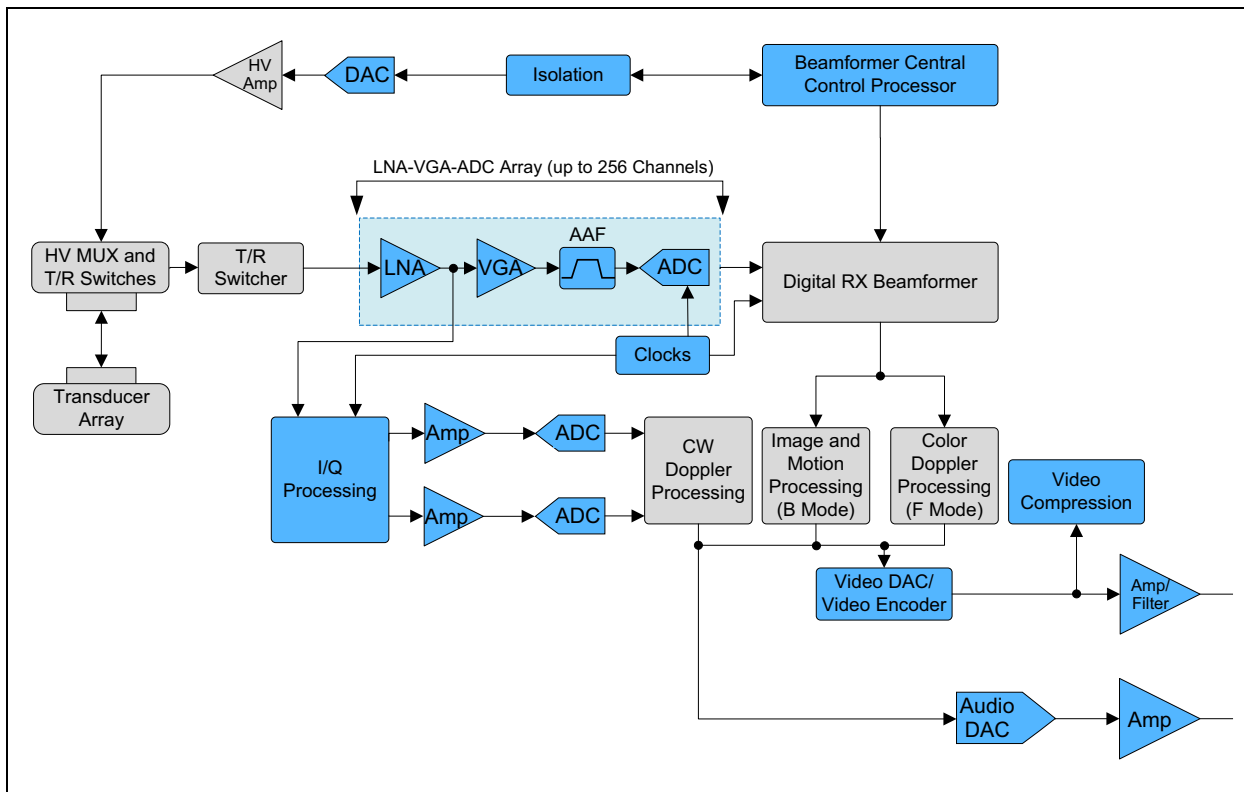 HV
Amp
DAC
Isolation
Beamformer Central
Control Processor
LNA-VGA-ADC Array (up to 256 Channels)
HV MUX and
T/R Switches
T/R
Switcher
LNA
VGA
AAF
ADC
Digital RX Beamformer
Clocks
Transducer
Array
I/Q
Processing
Amp
ADC
Amp
ADC
CW
Doppler
Processing
Image and
Motion
Processing
(B Mode)
Color
Doppler
Processing
(F Mode)
Video
Compression
Video DAC/
Video Encoder
Amp/
Filter
Audio
DAC
Amp